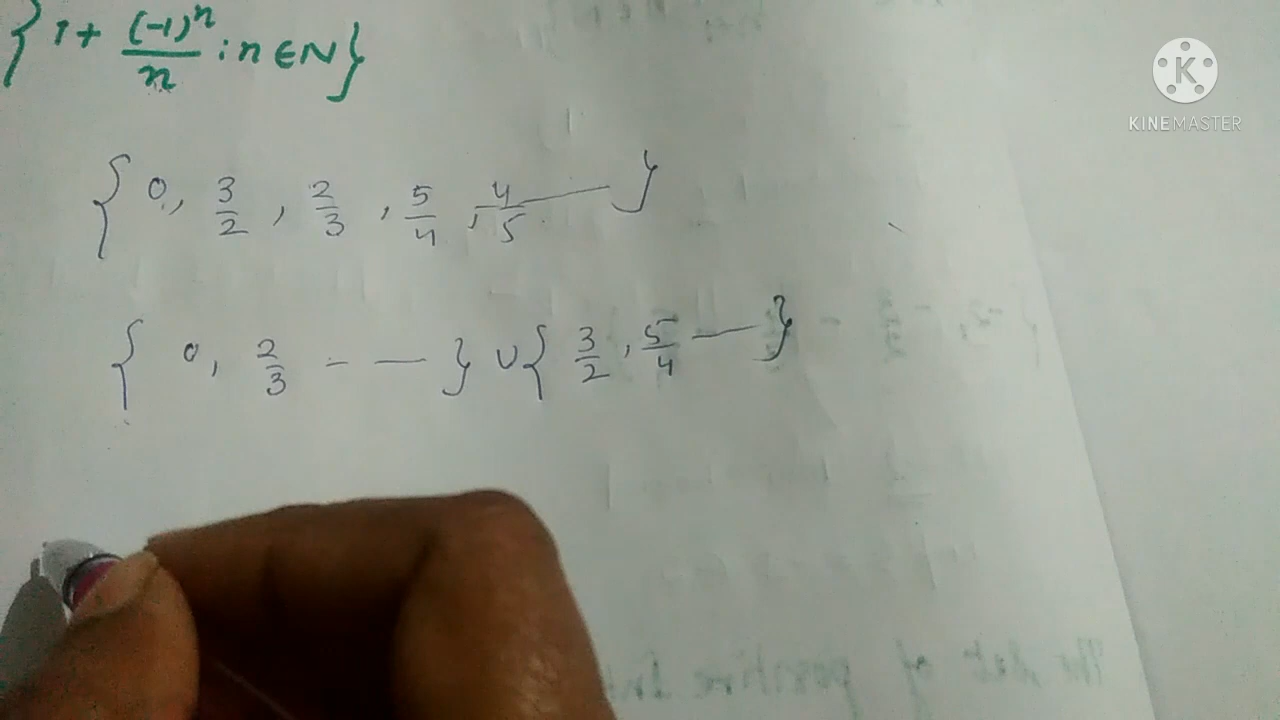 { 1 + (-1)^n / n : n ∈ N }
KINEMASTER
{ 0, 3/2, 2/3, 5/4, 4/5 — }
{ 0, 2/3 - — } ∪ { 3/2, 5/4 — }